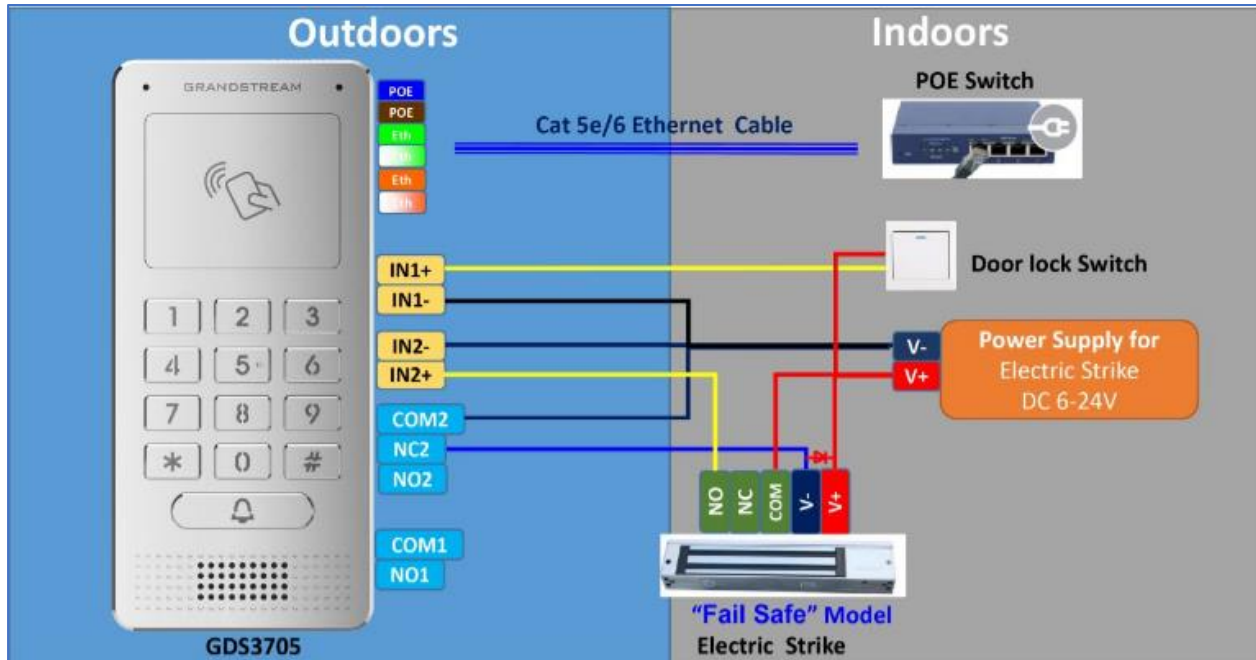 Outdoors
Indoors
GRANDSTREAM
POE
POE
Eth
Eth
Eth
Eth
Cat 5e/6 Ethernet Cable
POE Switch
IN1+
IN1-
IN2-
IN2+
COM2
NC2
NO2
COM1
NO1
1 2 3
4 5 6
7 8 9
* 0 #
Door lock Switch
V-
V+
Power Supply for
Electric Strike
DC 6-24V
NO
NC
COM
V-
V+
"Fail Safe" Model
Electric Strike
GDS3705